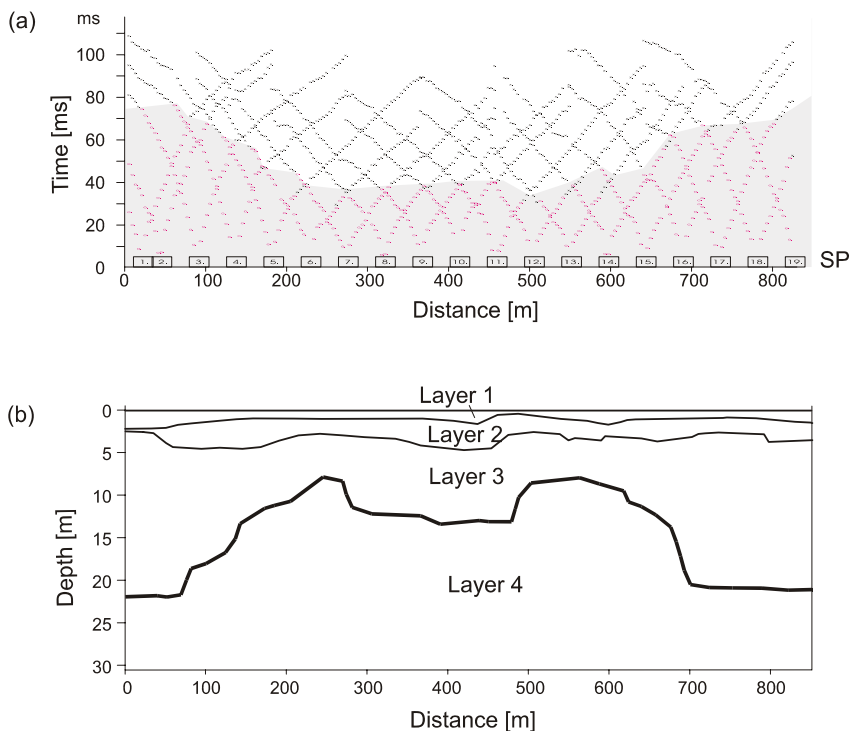 (a)
ms
100
80
60
40
20
0
Time [ms]
1. 2. 3. 4. 5. 6. 7. 8. 9. 10. 11. 12. 13. 14. 15. 16. 17. 18. 19. SP
0 100 200 300 400 500 600 700 800
Distance [m]
(b)
Layer 1
Layer 2
Layer 3
Layer 4
0
5
10
15
20
25
30
Depth [m]
0 100 200 300 400 500 600 700 800
Distance [m]